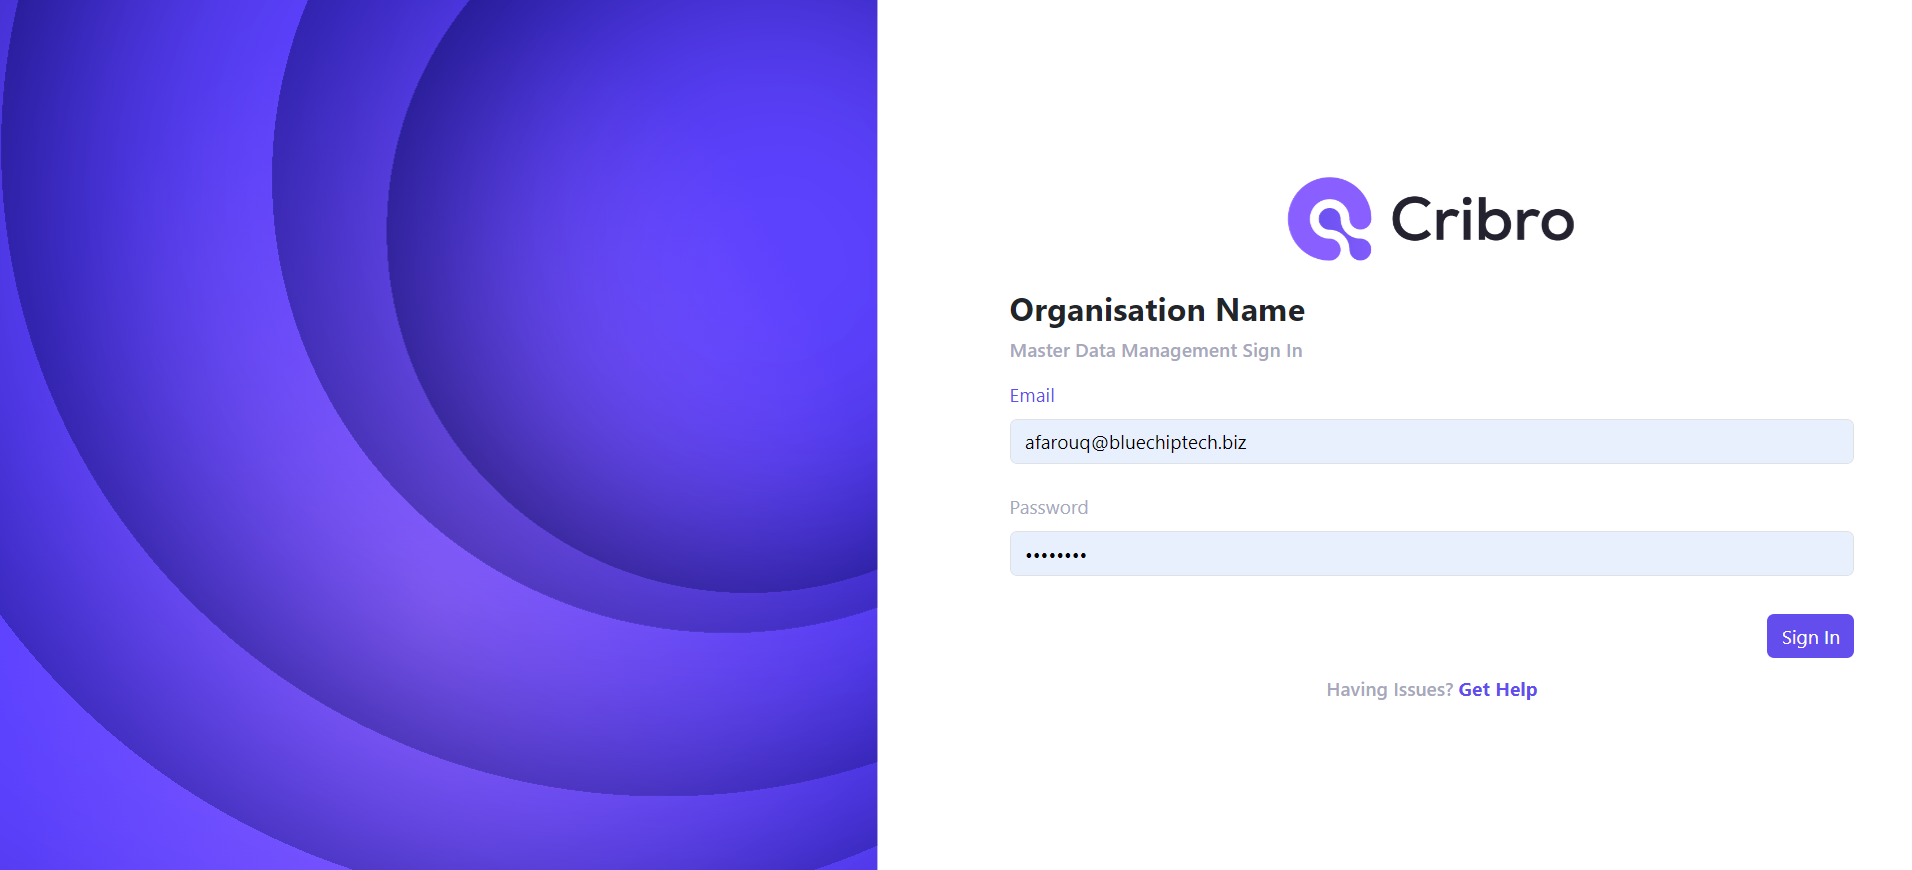 Cribro
Organisation Name
Master Data Management Sign In
Email
afarouq@bluechiptech.biz
Password
••••••••
Sign In
Having Issues? Get Help